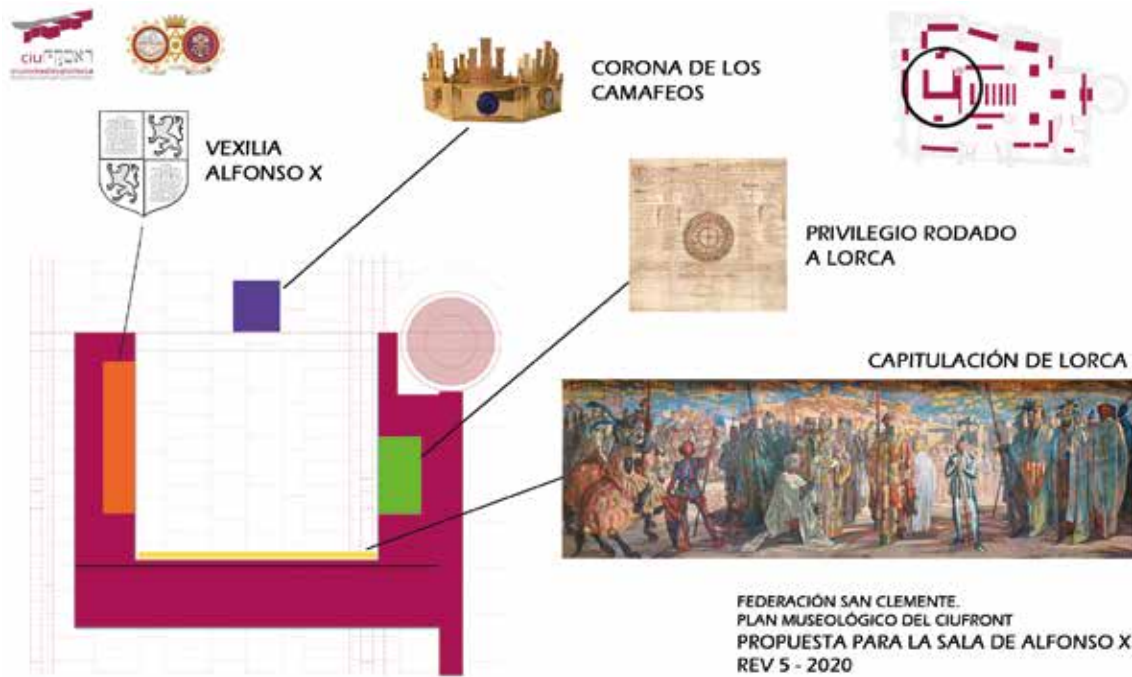 CORONA DE LOS
CAMAFEOS
VEXILIA
ALFONSO X
PRIVILEGIO RODADO
A LORCA
CAPITULACIÓN DE LORCA
FEDERACIÓN SAN CLEMENTE.
PLAN MUSEOLÓGICO DEL CIUFRONT
PROPUESTA PARA LA SALA DE ALFONSO X
REV 5 - 2020